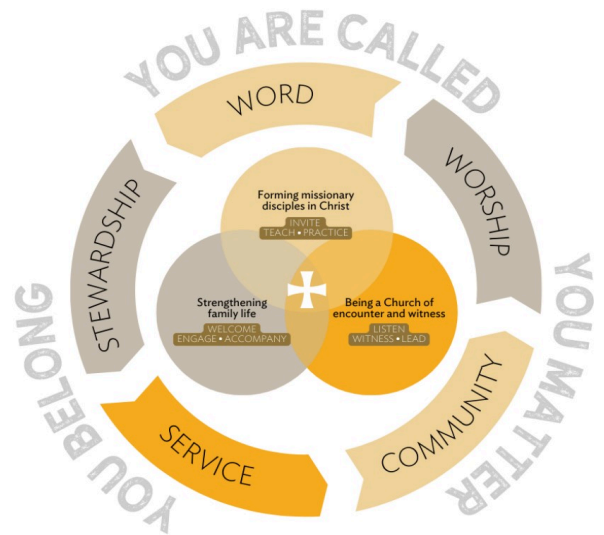 YOU ARE CALLED
WORD
WORSHIP
COMMUNITY
SERVICE
STEWARDSHIP
YOU MATTER
YOU BELONG
Forming missionary
disciples in Christ
INVITE
TEACH • PRACTICE
Strengthening
family life
WELCOME
ENGAGE • ACCOMPANY
Being a Church of
encounter and witness
LISTEN
WITNESS • LEAD